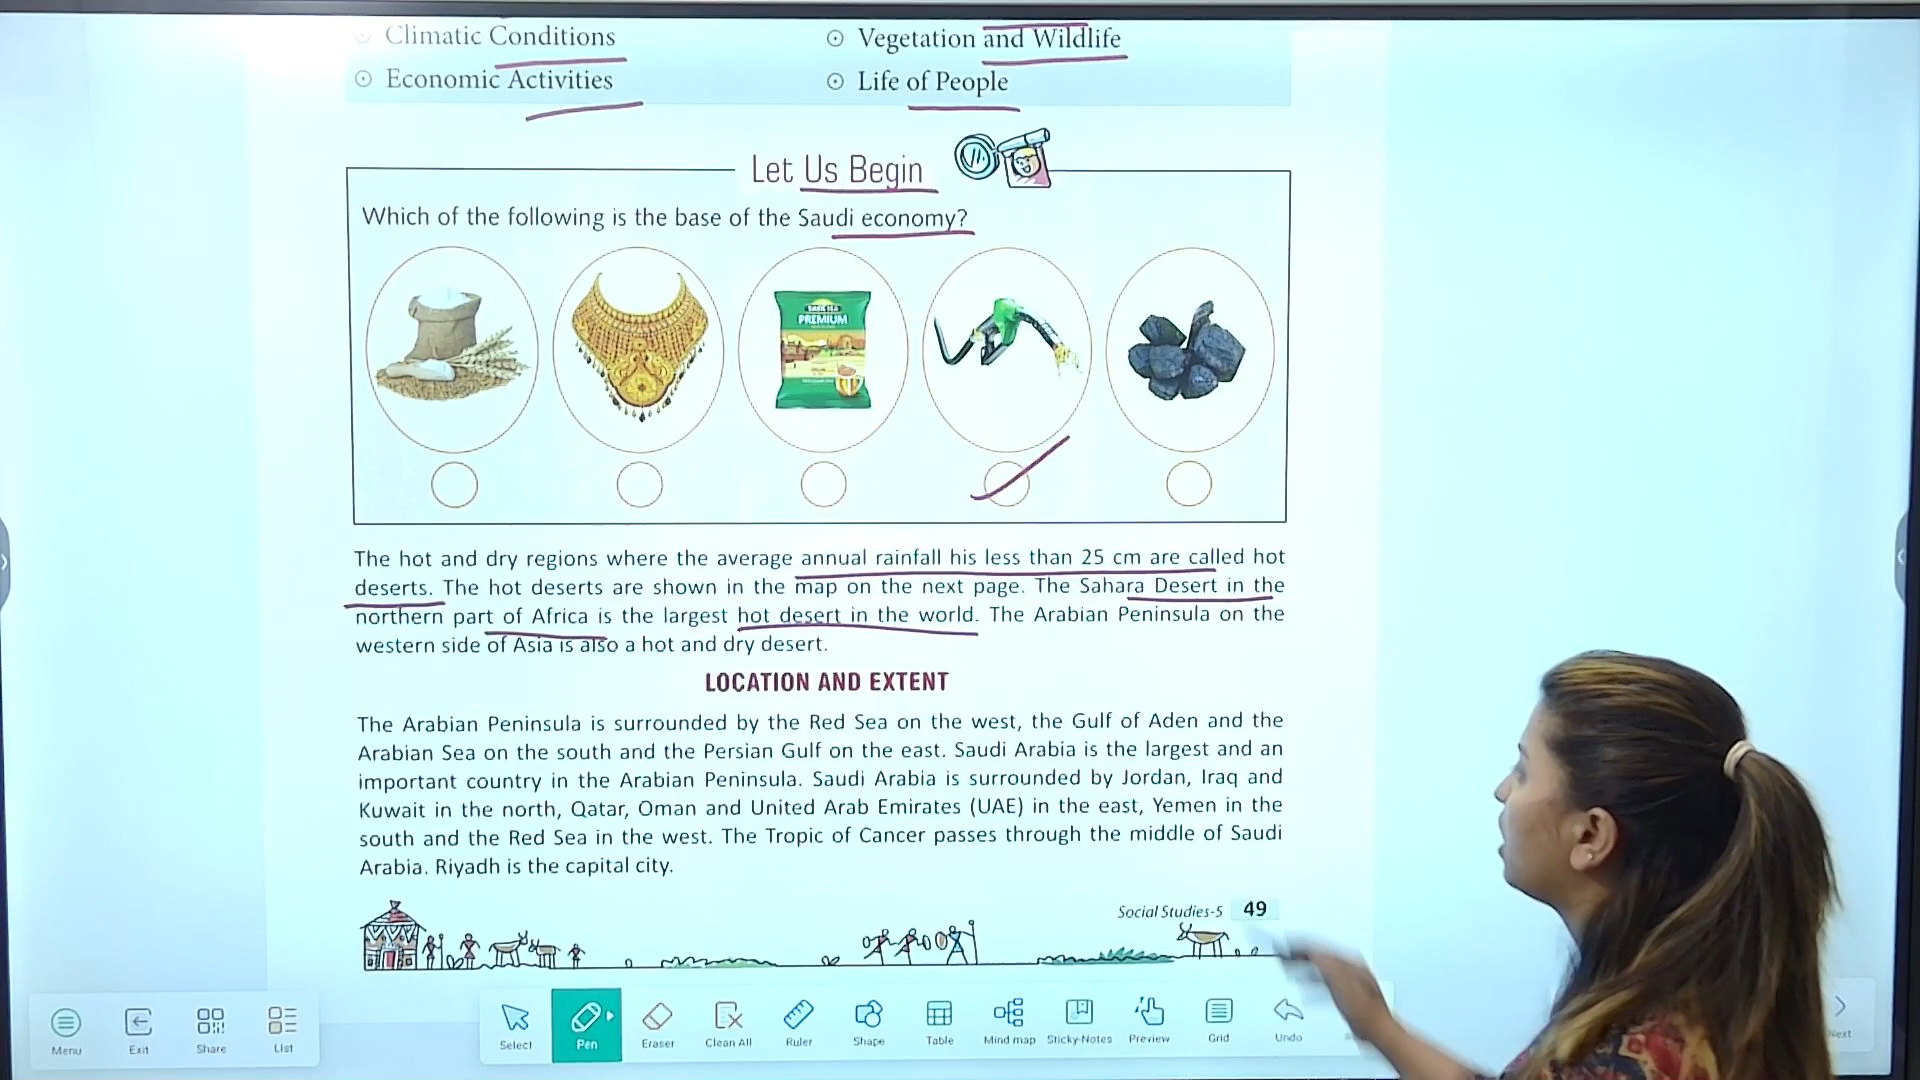 Climatic Conditions
Vegetation and Wildlife
Economic Activities
Life of People
Let Us Begin
Which of the following is the base of the Saudi economy?
PREMIUM
The hot and dry regions where the average annual rainfall his less than 25 cm are called hot
deserts. The hot deserts are shown in the map on the next page. The Sahara Desert in the
northern part of Africa is the largest hot desert in the world. The Arabian Peninsula on the
western side of Asia is also a hot and dry desert.
LOCATION AND EXTENT
The Arabian Peninsula is surrounded by the Red Sea on the west, the Gulf of Aden and the
Arabian Sea on the south and the Persian Gulf on the east. Saudi Arabia is the largest and an
important country in the Arabian Peninsula. Saudi Arabia is surrounded by Jordan, Iraq and
Kuwait in the north, Qatar, Oman and United Arab Emirates (UAE) in the east, Yemen in the
south and the Red Sea in the west. The Tropic of Cancer passes through the middle of Saudi
Arabia. Riyadh is the capital city.
Social Studies-5 49
Menu Exit Share List
Select Pen Eraser Clean All Ruler Shape Table Mind map Sticky-Notes Preview Grid Undo
Next